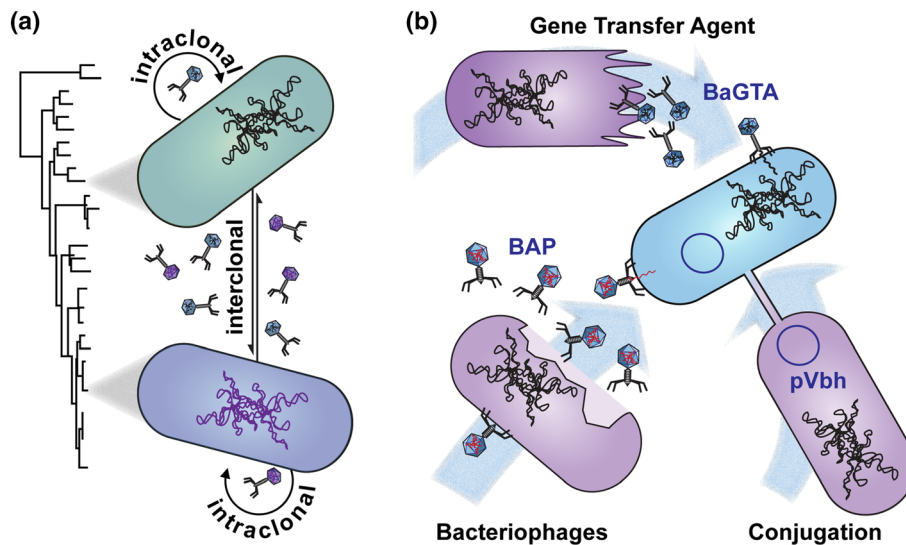 (a)
intraclonal
interclonal
intraclonal
(b)
Gene Transfer Agent
BaGTA
BAP
pVbh
Bacteriophages
Conjugation